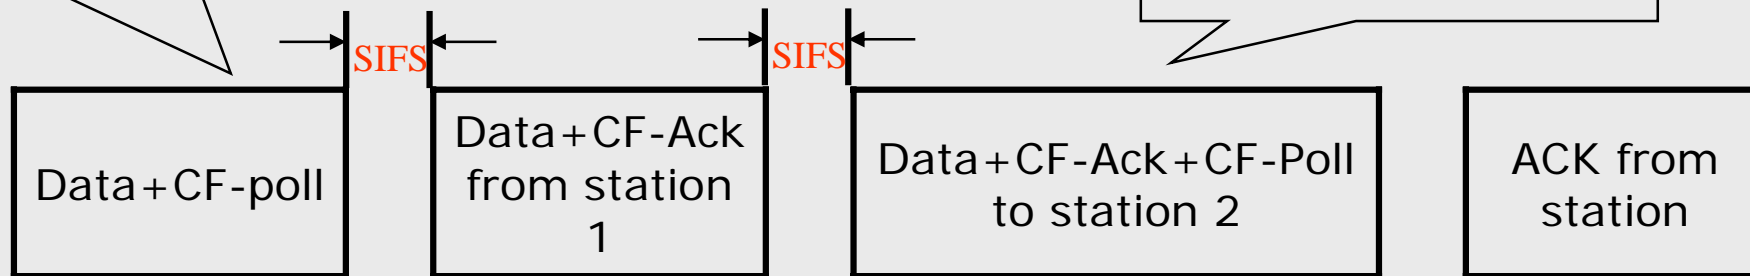 SIFS
SIFS
Data+CF-poll
Data+CF-Ack
from station
1
Data+CF-Ack+CF-Poll
to station 2
ACK from
station